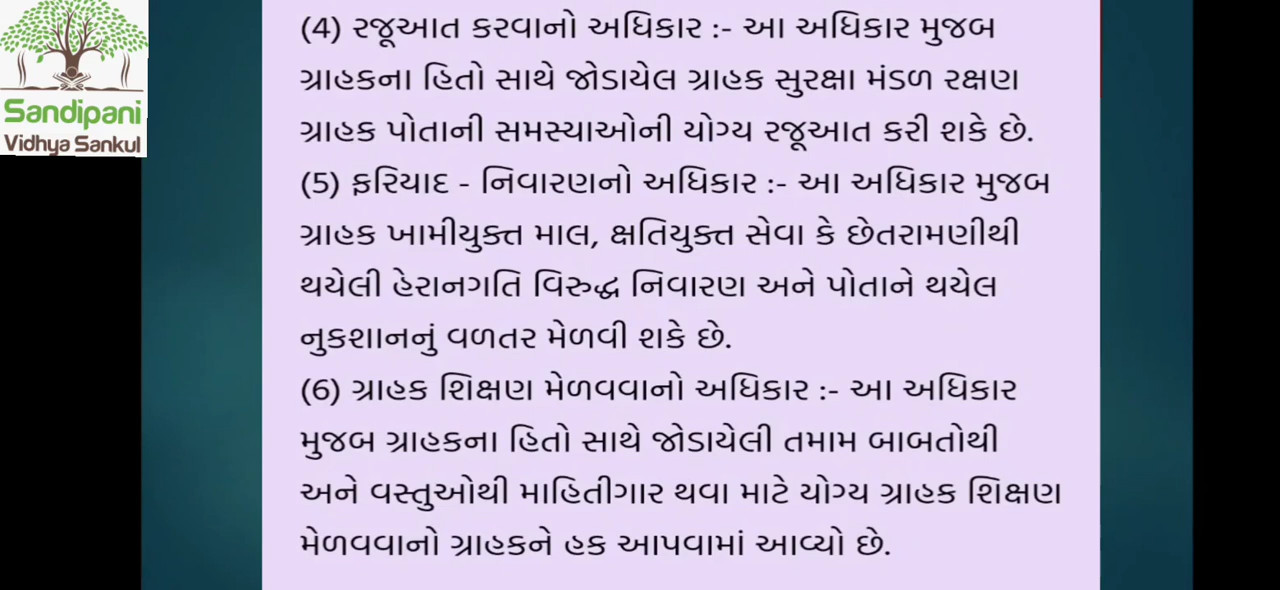 Sandipani
Vidhya Sankul
(4) રજૂઆત કરવાનો અધિકાર :- આ અધિકાર મુજબ
ગ્રાહકના હિતો સાથે જોડાયેલ ગ્રાહક સુરક્ષા મંડળ રક્ષણ
ગ્રાહક પોતાની સમસ્યાઓની યોગ્ય રજૂઆત કરી શકે છે.
(5) ફરિયાદ - નિવારણનો અધિકાર :- આ અધિકાર મુજબ
ગ્રાહક ખામીયુક્ત માલ, ક્ષતિયુક્ત સેવા કે છેતરામણીથી
થયેલી હેરાનગતિ વિરુદ્ધ નિવારણ અને પોતાને થયેલ
નુકશાનનું વળતર મેળવી શકે છે.
(6) ગ્રાહક શિક્ષણ મેળવવાનો અધિકાર :- આ અધિકાર
મુજબ ગ્રાહકના હિતો સાથે જોડાયેલી તમામ બાબતોથી
અને વસ્તુઓથી માહિતીગાર થવા માટે યોગ્ય ગ્રાહક શિક્ષણ
મેળવવાનો ગ્રાહકને હક આપવામાં આવ્યો છે.